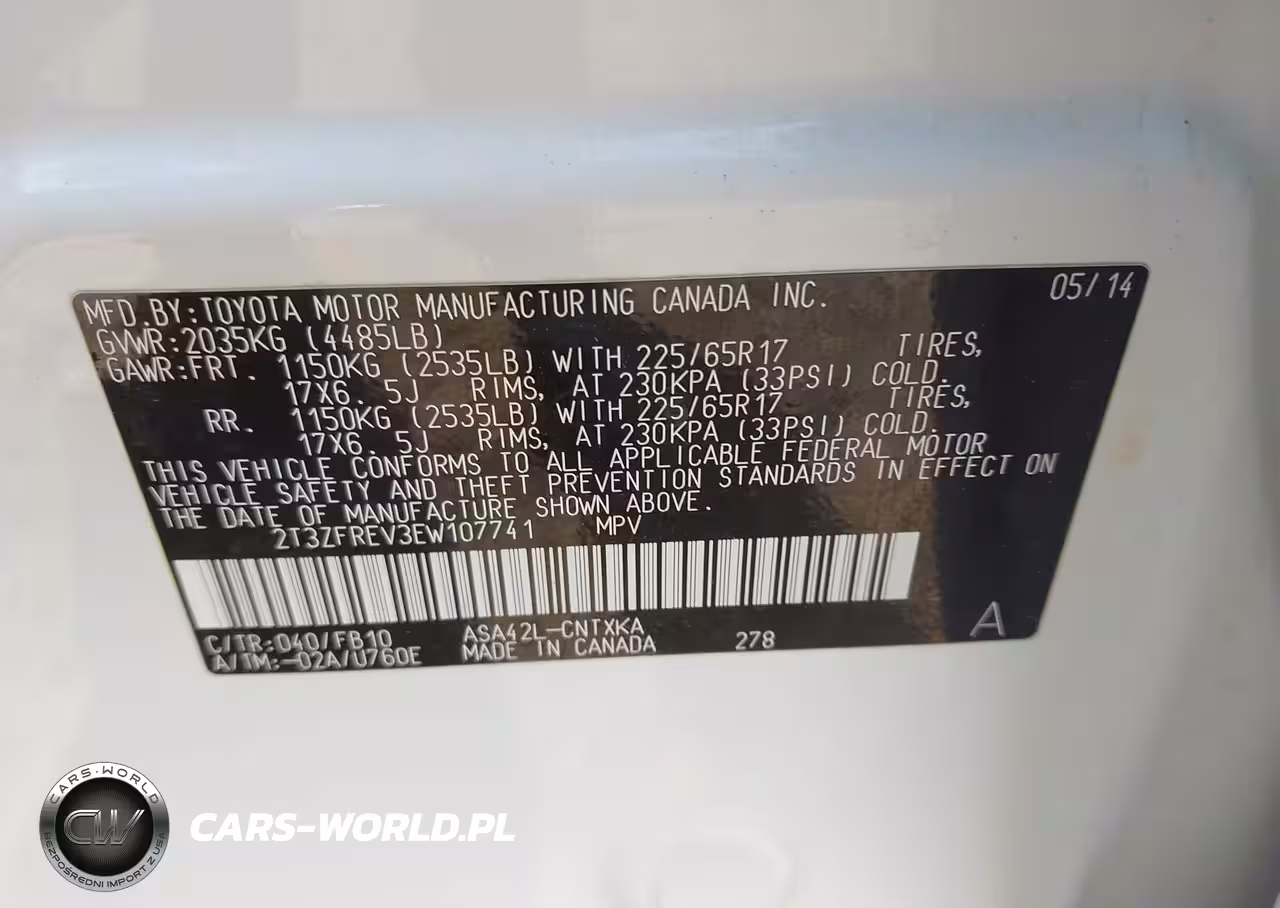 MFD.BY:TOYOTA MOTOR MANUFACTURING CANADA INC. 05/14
GVWR:2035KG (4485LB)
GAWR:FRT. 1150KG (2535LB) WITH 225/65R17 TIRES,
17X6.5J RIMS, AT 230KPA (33PSI) COLD.
RR. 1150KG (2535LB) WITH 225/65R17 TIRES,
17X6.5J RIMS, AT 230KPA (33PSI) COLD.
THIS VEHICLE CONFORMS TO ALL APPLICABLE FEDERAL MOTOR
VEHICLE SAFETY AND THEFT PREVENTION STANDARDS IN EFFECT ON
THE DATE OF MANUFACTURE SHOWN ABOVE.
2T3ZFREV3EW107741 MPV
C/TR:040/FB10 ASA42L-CNTXKA
A/TM:-02A/U760E MADE IN CANADA 278 A
CARS-WORLD
CW
BEZPOŚREDNI IMPORT Z USA
CARS-WORLD.PL